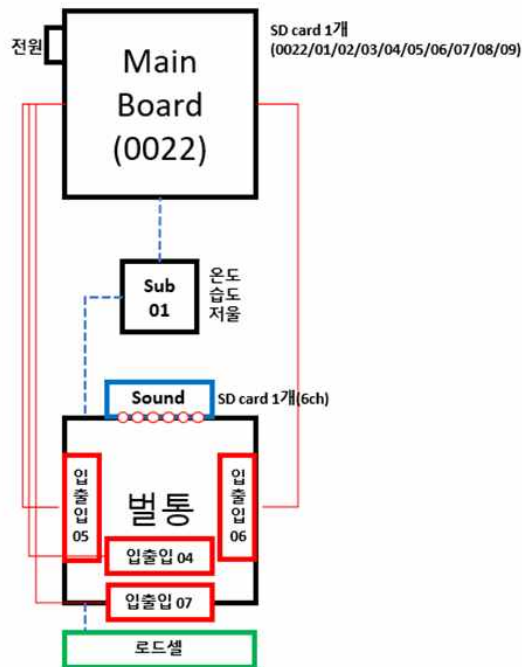 전원
Main
Board
(0022)
SD card 1개
(0022/01/02/03/04/05/06/07/08/09)
Sub
01
온도
습도
저울
Sound
SD card 1개(6ch)
입출입 05
벌통
입출입 06
입출입 04
입출입 07
로드셀